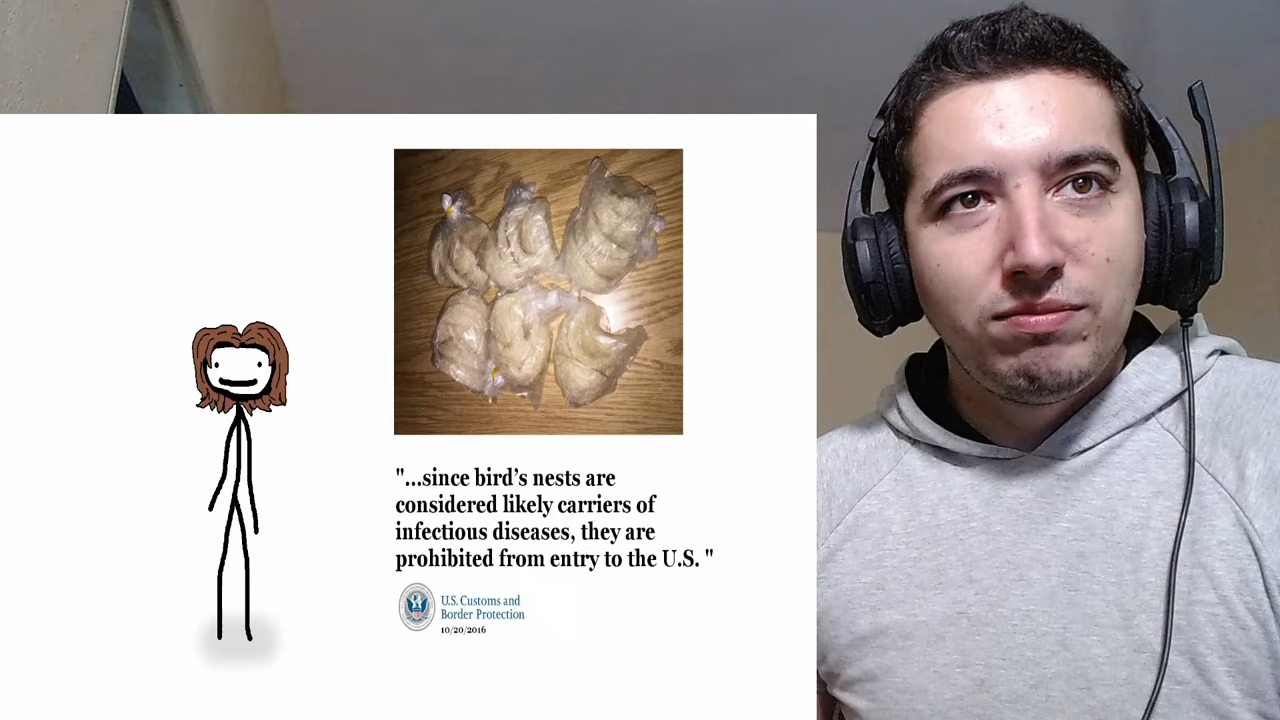 "...since bird's nests are
considered likely carriers of
infectious diseases, they are
prohibited from entry to the U.S. "
U.S. Customs and
Border Protection
10/20/2016